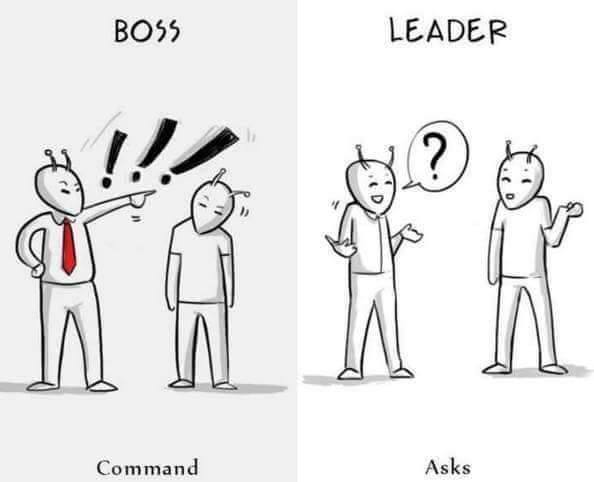 BOSS
LEADER
!!!
?
Command
Asks